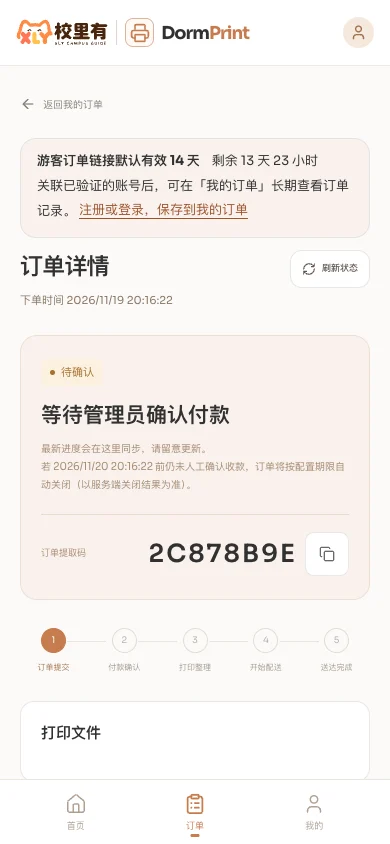 XLY 校里有
XLY CAMPUS GUIDE
DormPrint
返回我的订单
游客订单链接默认有效 14 天 剩余 13 天 23 小时
关联已验证的账号后，可在「我的订单」长期查看订单
记录。 注册或登录，保存到我的订单
订单详情
刷新状态
下单时间 2026/11/19 20:16:22
待确认
等待管理员确认付款
最新进度会在这里同步，请留意更新。
若 2026/11/20 20:16:22 前仍未人工确认收款，订单将按配置期限自
动关闭（以服务端关闭结果为准）。
订单提取码
2C878B9E
1 2 3 4 5
订单提交 付款确认 打印整理 开始配送 送达完成
打印文件
首页 订单 我的